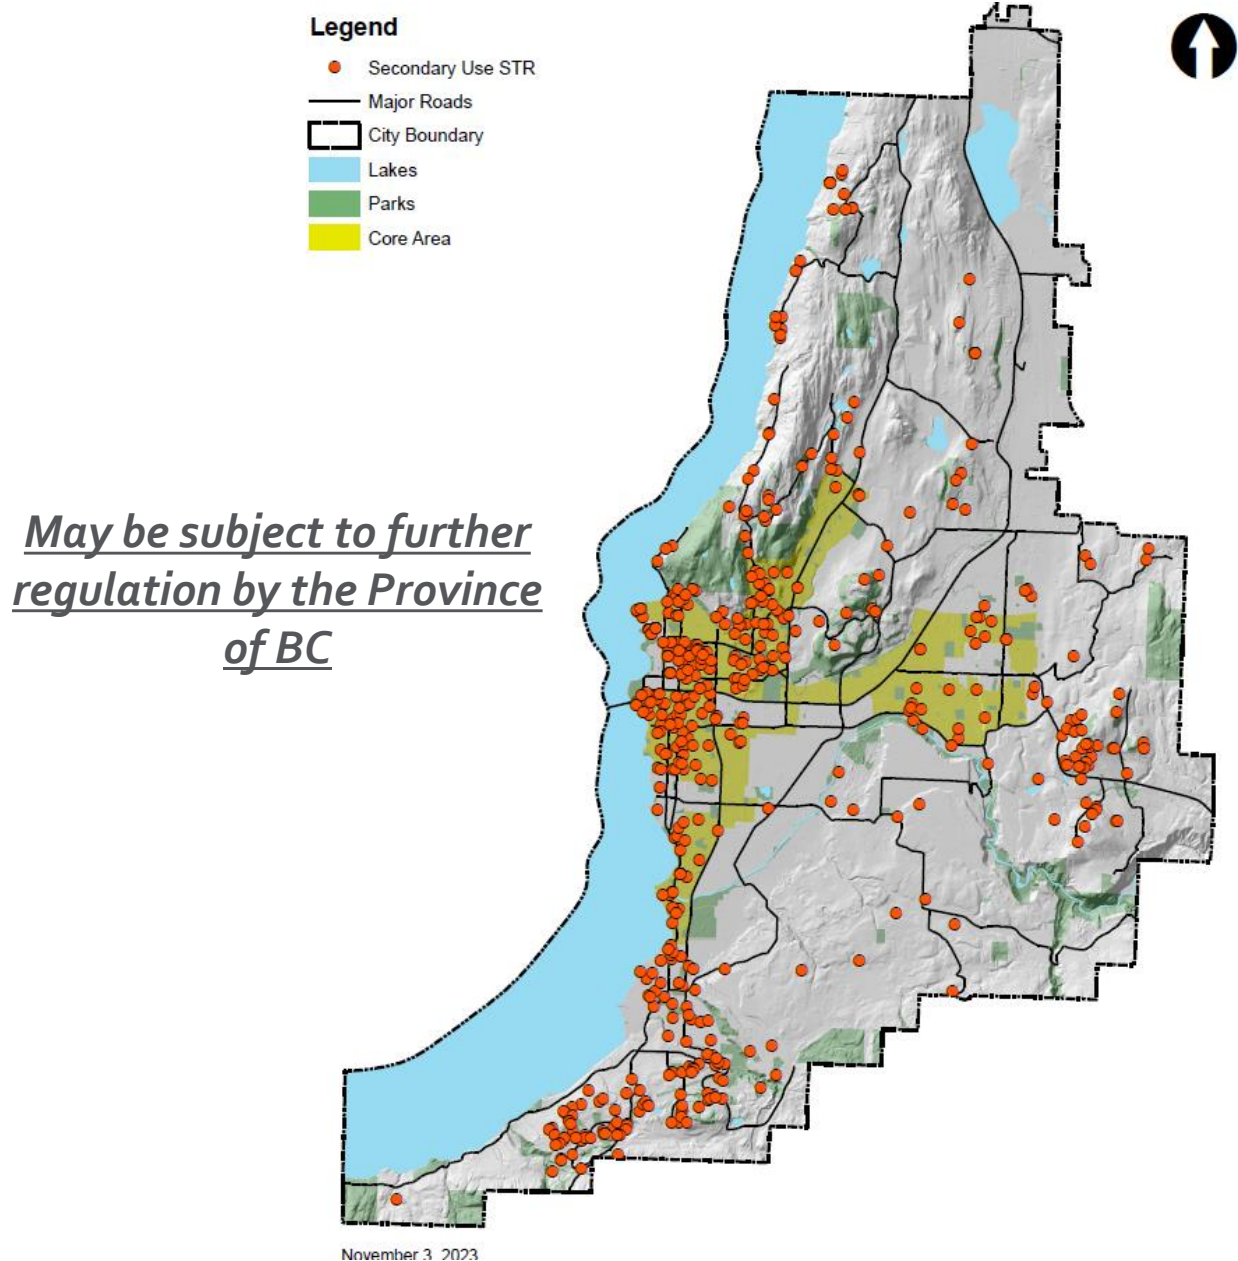 Legend
Secondary Use STR
Major Roads
City Boundary
Lakes
Parks
Core Area
May be subject to further
regulation by the Province
of BC
November 3, 2023